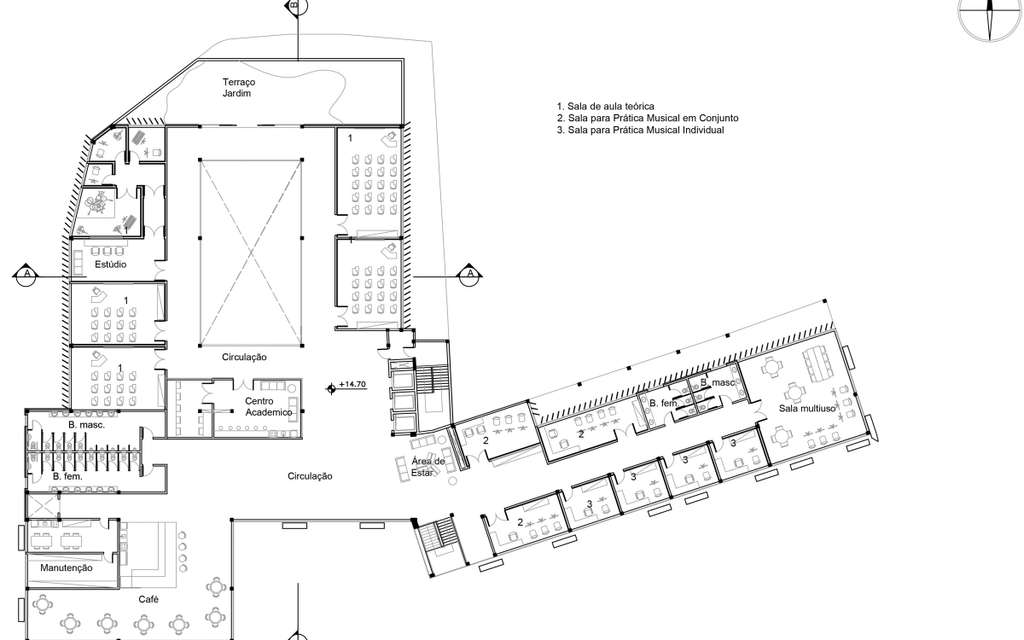 B
Terraço
Jardim
1. Sala de aula teórica
2. Sala para Prática Musical em Conjunto
3. Sala para Prática Musical Individual
1
1
Estúdio
A
A
1
1
Circulação
+14.70
Centro
Academico
B. masc.
B. fem.
Circulação
Área de
Estar
2
2
B. fem.
B. masc.
Sala multiuso
3
3
3
3
2
Manutenção
Café